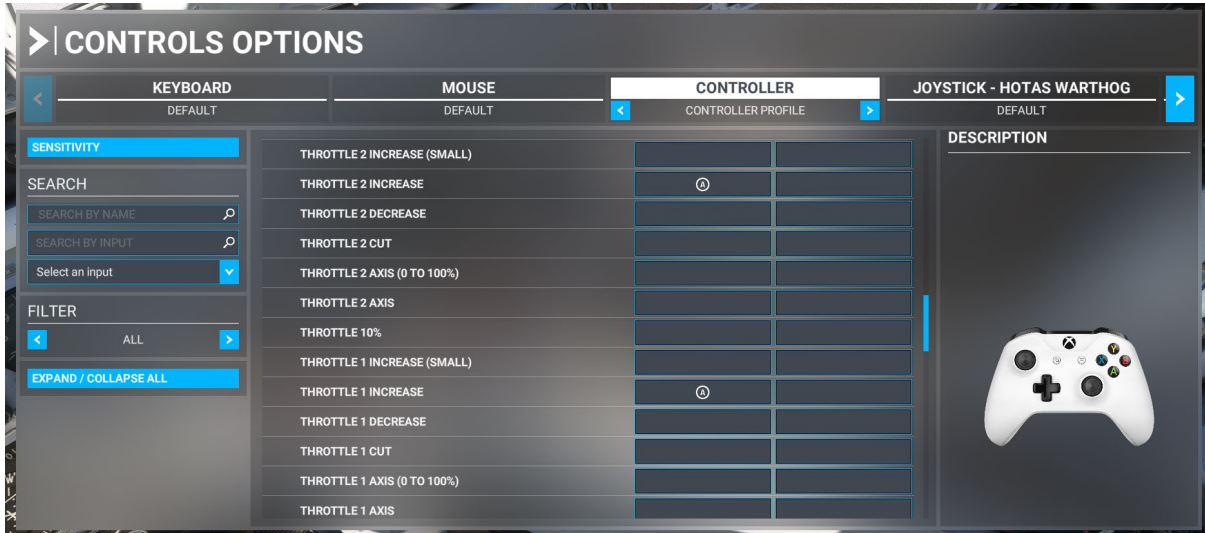 CONTROLS OPTIONS
KEYBOARD
DEFAULT
MOUSE
DEFAULT
CONTROLLER
CONTROLLER PROFILE
JOYSTICK - HOTAS WARTHOG
DEFAULT
SENSITIVITY
SEARCH
SEARCH BY NAME
SEARCH BY INPUT
Select an input
FILTER
ALL
EXPAND / COLLAPSE ALL
THROTTLE 2 INCREASE (SMALL)
THROTTLE 2 INCREASE A
THROTTLE 2 DECREASE
THROTTLE 2 CUT
THROTTLE 2 AXIS (0 TO 100%)
THROTTLE 2 AXIS
THROTTLE 10%
THROTTLE 1 INCREASE (SMALL)
THROTTLE 1 INCREASE A
THROTTLE 1 DECREASE
THROTTLE 1 CUT
THROTTLE 1 AXIS (0 TO 100%)
THROTTLE 1 AXIS
DESCRIPTION
Y
X
B
A